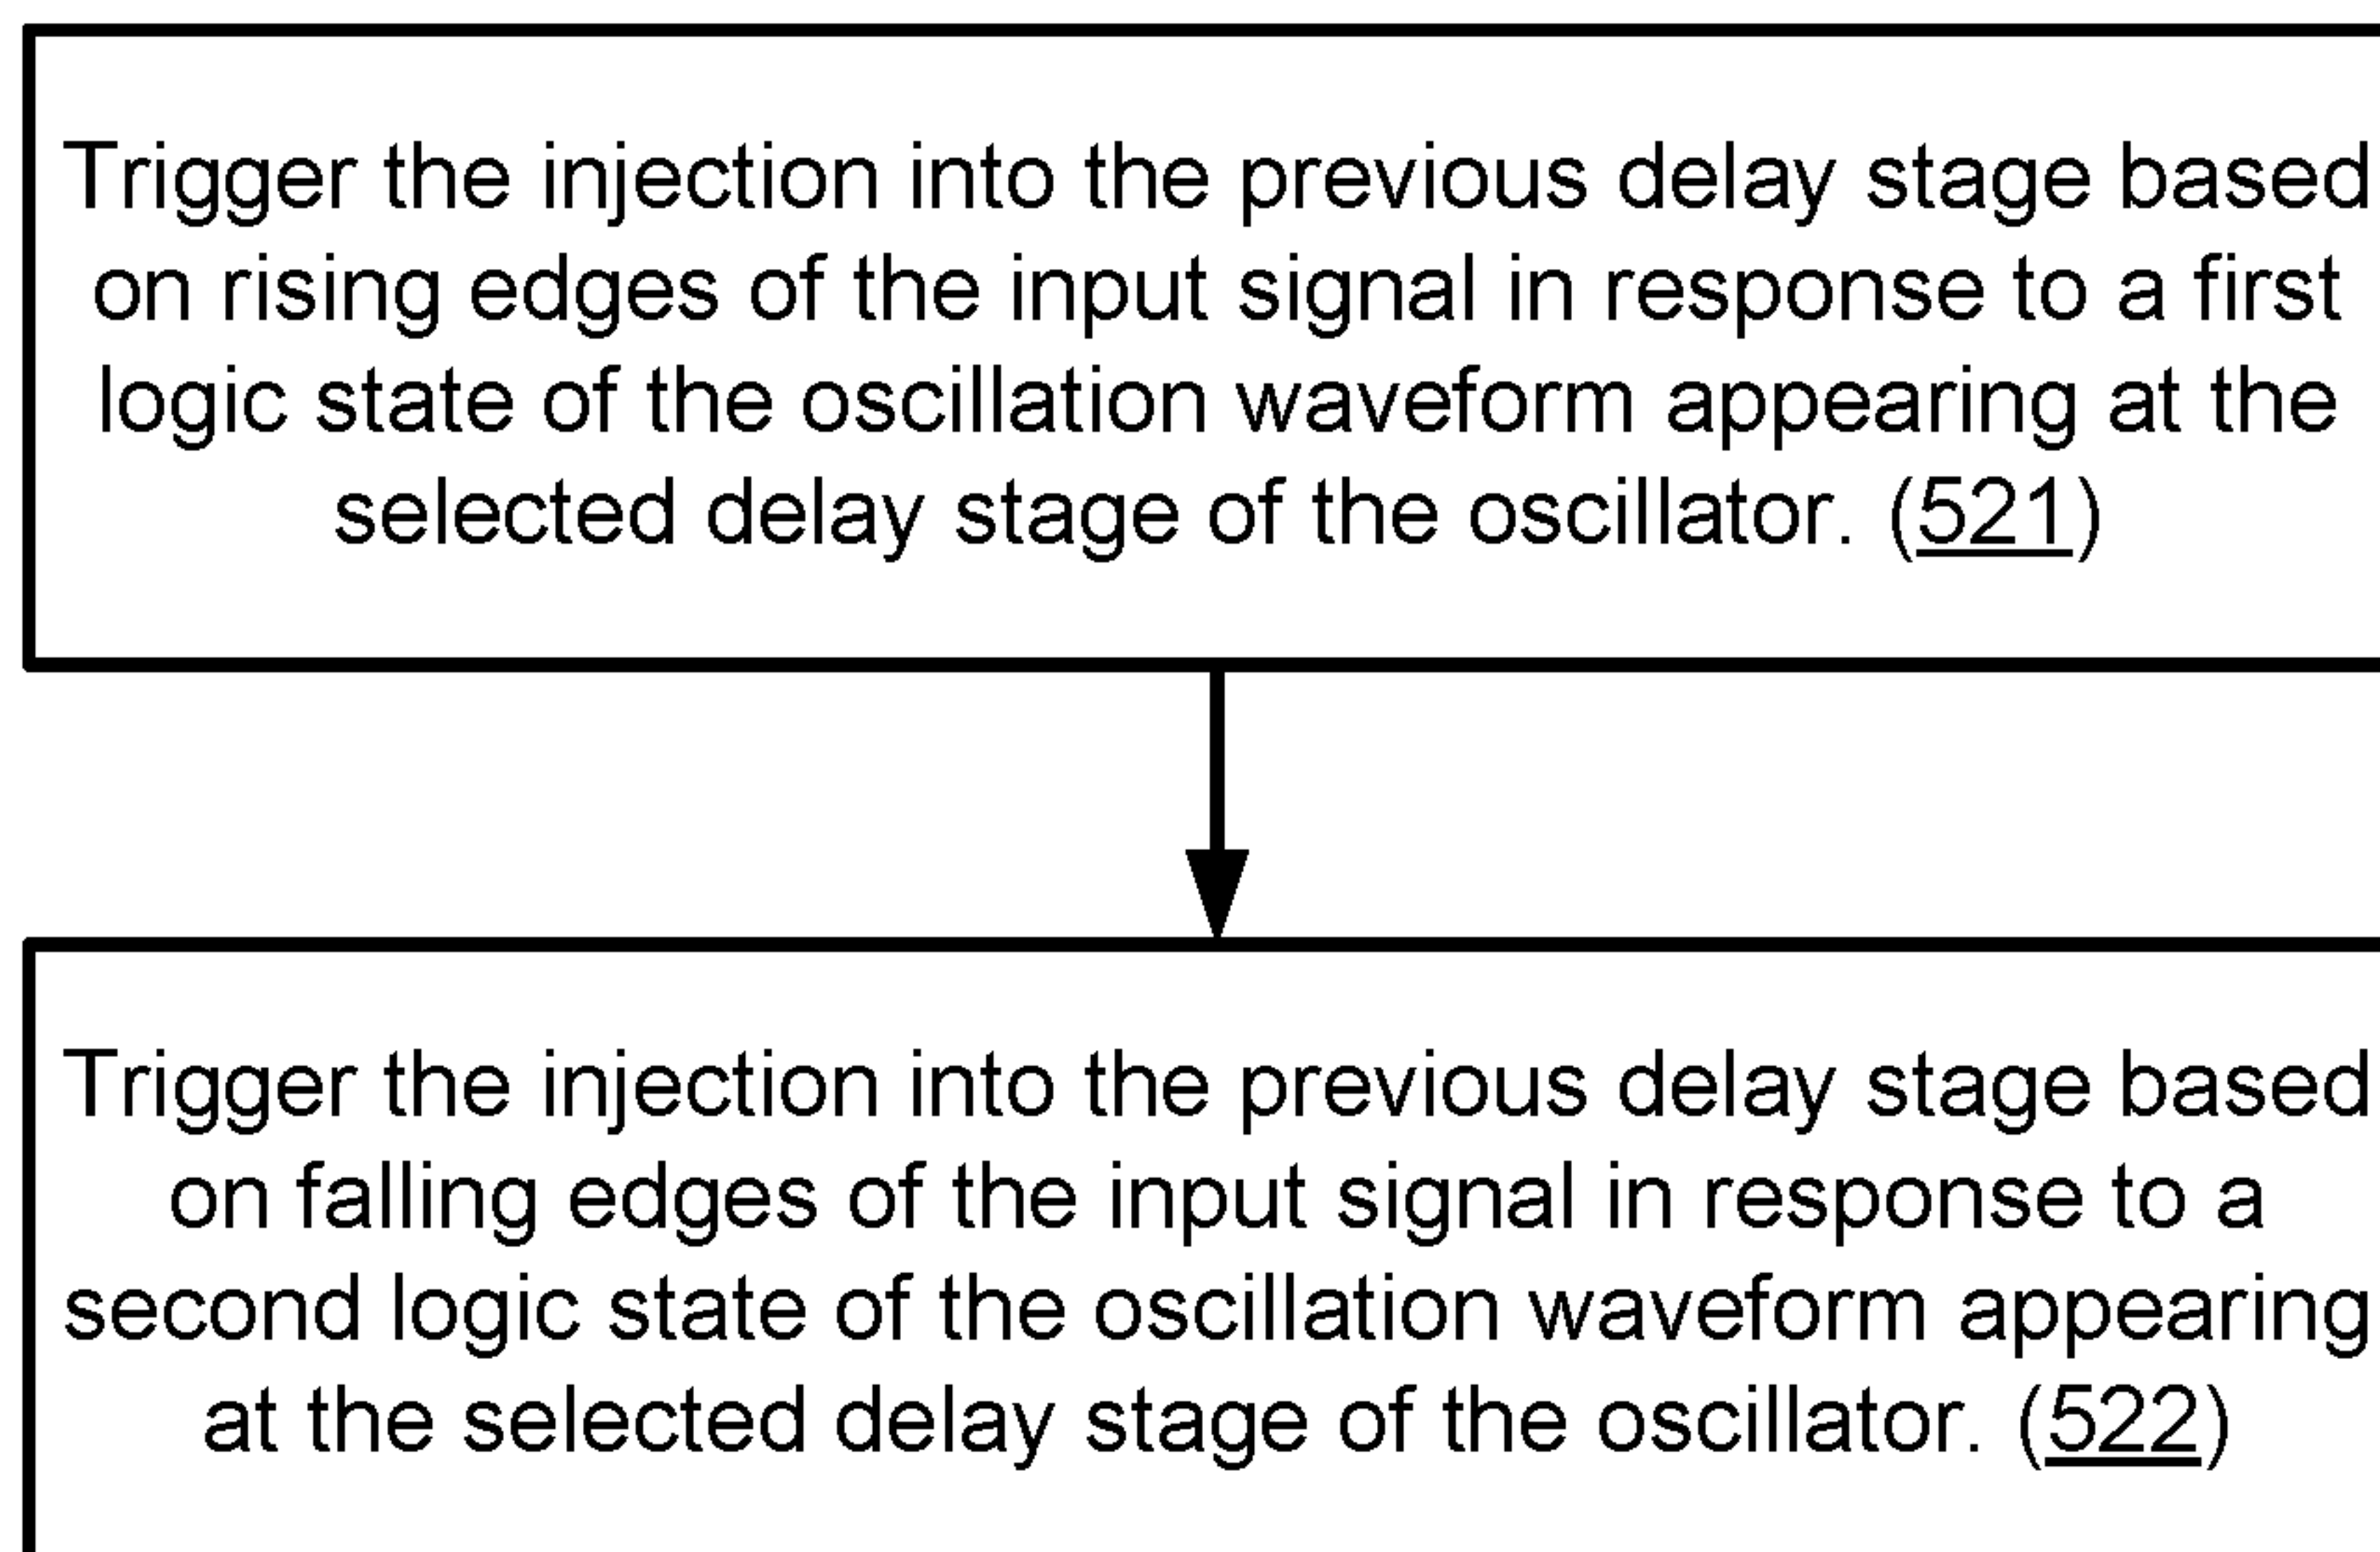 Trigger the injection into the previous delay stage based
on rising edges of the input signal in response to a first
logic state of the oscillation waveform appearing at the
selected delay stage of the oscillator. (521)
Trigger the injection into the previous delay stage based
on falling edges of the input signal in response to a
second logic state of the oscillation waveform appearing
at the selected delay stage of the oscillator. (522)